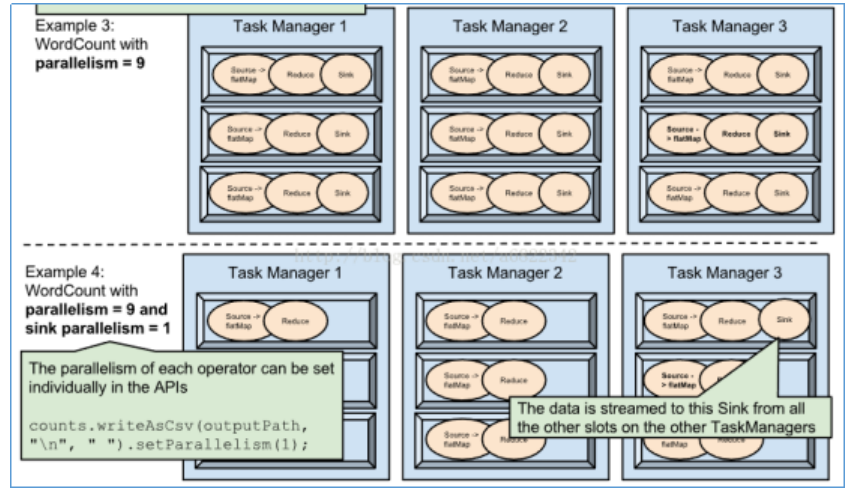 Example 3:
WordCount with
parallelism = 9
Task Manager 1
Source ->
flatMap
Reduce
Sink
Source ->
flatMap
Reduce
Sink
Source ->
flatMap
Reduce
Sink
Task Manager 2
Source ->
flatMap
Reduce
Sink
Source ->
flatMap
Reduce
Sink
Source ->
flatMap
Reduce
Sink
Task Manager 3
Source ->
flatMap
Reduce
Sink
Source -
> flatMap
Reduce
Sink
Source ->
flatMap
Reduce
Sink
Example 4:
WordCount with
parallelism = 9 and
sink parallelism = 1
The parallelism of each operator can be set
individually in the APIs
counts.writeAsCsv(outputPath,
"\n", " ").setParallelism(1);
Task Manager 1
Source ->
flatMap
Reduce
Task Manager 2
Source ->
flatMap
Reduce
Source ->
flatMap
Reduce
Task Manager 3
Source ->
flatMap
Reduce
Sink
Source -
> flatMap
The data is streamed to this Sink from all
the other slots on the other TaskManagers
flatMap
Reduce
flatMap
Reduce